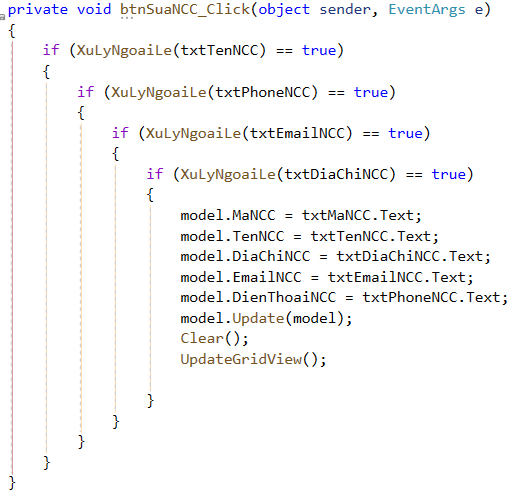 private void btnSuaNCC_Click(object sender, EventArgs e)
{
    if (XuLyNgoaiLe(txtTenNCC) == true)
    {
        if (XuLyNgoaiLe(txtPhoneNCC) == true)
        {
            if (XuLyNgoaiLe(txtEmailNCC) == true)
            {
                if (XuLyNgoaiLe(txtDiaChiNCC) == true)
                {
                    model.MaNCC = txtMaNCC.Text;
                    model.TenNCC = txtTenNCC.Text;
                    model.DiaChiNCC = txtDiaChiNCC.Text;
                    model.EmailNCC = txtEmailNCC.Text;
                    model.DienThoaiNCC = txtPhoneNCC.Text;
                    model.Update(model);
                    Clear();
                    UpdateGridView();

                }
            }
        }
    }
}